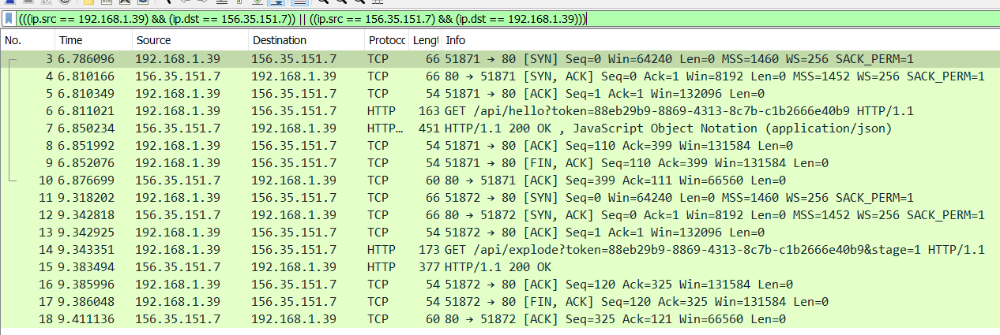 (((ip.src == 192.168.1.39) && (ip.dst == 156.35.151.7)) || ((ip.src == 156.35.151.7) && (ip.dst == 192.168.1.39)))
No. Time Source Destination Protocc Lengt Info
3 6.786096 192.168.1.39 156.35.151.7 TCP 66 51871 → 80 [SYN] Seq=0 Win=64240 Len=0 MSS=1460 WS=256 SACK_PERM=1
4 6.810166 156.35.151.7 192.168.1.39 TCP 66 80 → 51871 [SYN, ACK] Seq=0 Ack=1 Win=8192 Len=0 MSS=1452 WS=256 SACK_PERM=1
5 6.810349 192.168.1.39 156.35.151.7 TCP 54 51871 → 80 [ACK] Seq=1 Ack=1 Win=132096 Len=0
6 6.811021 192.168.1.39 156.35.151.7 HTTP 163 GET /api/hello?token=88eb29b9-8869-4313-8c7b-c1b2666e40b9 HTTP/1.1
7 6.850234 156.35.151.7 192.168.1.39 HTTP… 451 HTTP/1.1 200 OK , JavaScript Object Notation (application/json)
8 6.851992 192.168.1.39 156.35.151.7 TCP 54 51871 → 80 [ACK] Seq=110 Ack=399 Win=131584 Len=0
9 6.852076 192.168.1.39 156.35.151.7 TCP 54 51871 → 80 [FIN, ACK] Seq=110 Ack=399 Win=131584 Len=0
10 6.876699 156.35.151.7 192.168.1.39 TCP 60 80 → 51871 [ACK] Seq=399 Ack=111 Win=66560 Len=0
11 9.318202 192.168.1.39 156.35.151.7 TCP 66 51872 → 80 [SYN] Seq=0 Win=64240 Len=0 MSS=1460 WS=256 SACK_PERM=1
12 9.342818 156.35.151.7 192.168.1.39 TCP 66 80 → 51872 [SYN, ACK] Seq=0 Ack=1 Win=8192 Len=0 MSS=1452 WS=256 SACK_PERM=1
13 9.342925 192.168.1.39 156.35.151.7 TCP 54 51872 → 80 [ACK] Seq=1 Ack=1 Win=132096 Len=0
14 9.343351 192.168.1.39 156.35.151.7 HTTP 173 GET /api/explode?token=88eb29b9-8869-4313-8c7b-c1b2666e40b9&stage=1 HTTP/1.1
15 9.383494 156.35.151.7 192.168.1.39 HTTP 377 HTTP/1.1 200 OK
16 9.385996 192.168.1.39 156.35.151.7 TCP 54 51872 → 80 [ACK] Seq=120 Ack=325 Win=131584 Len=0
17 9.386048 192.168.1.39 156.35.151.7 TCP 54 51872 → 80 [FIN, ACK] Seq=120 Ack=325 Win=131584 Len=0
18 9.411136 156.35.151.7 192.168.1.39 TCP 60 80 → 51872 [ACK] Seq=325 Ack=121 Win=66560 Len=0